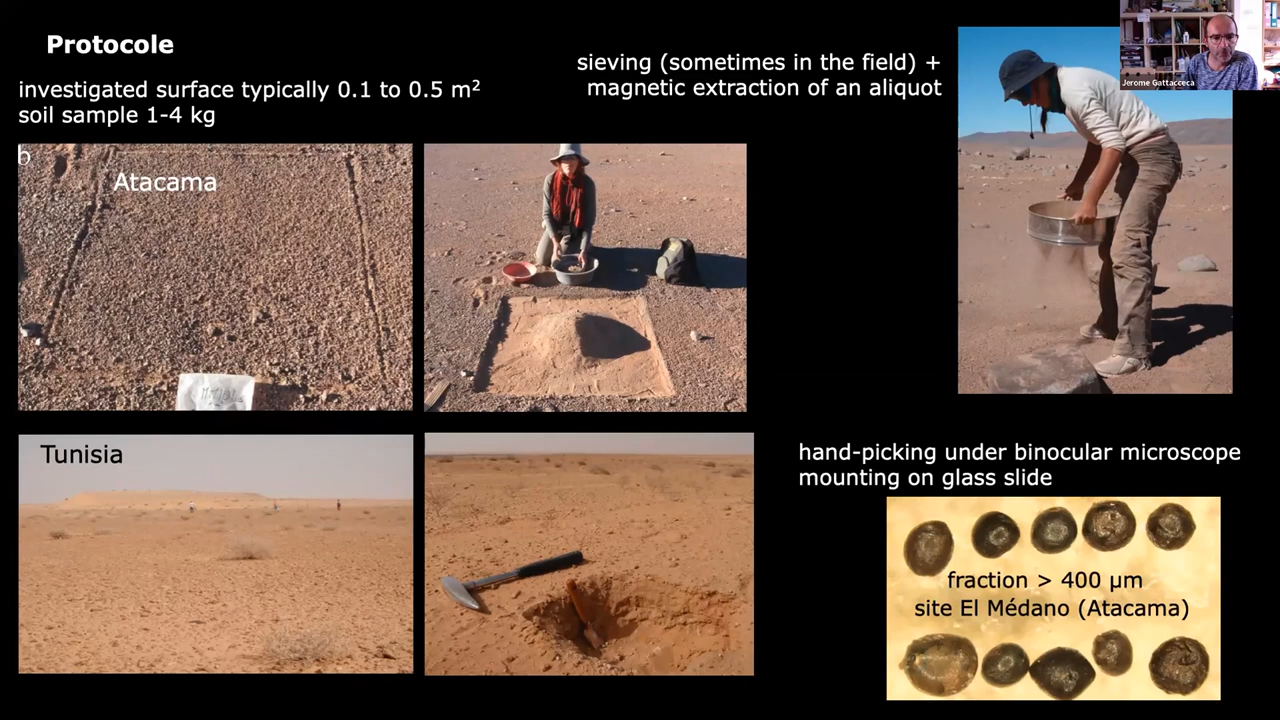 Protocole
investigated surface typically 0.1 to 0.5 m²
soil sample 1-4 kg
sieving (sometimes in the field) +
magnetic extraction of an aliquot
Jerome Gattacceca
b
Atacama
Tunisia
hand-picking under binocular microscope
mounting on glass slide
fraction > 400 µm
site El Médano (Atacama)